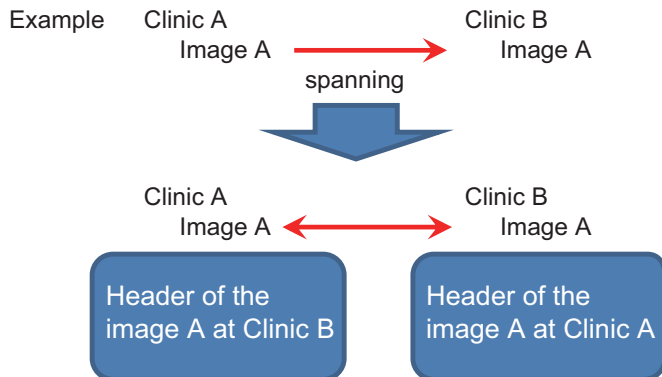 Example Clinic A Clinic B
Image A Image A
spanning
Clinic A Clinic B
Image A Image A
Header of the
image A at Clinic B
Header of the
image A at Clinic A